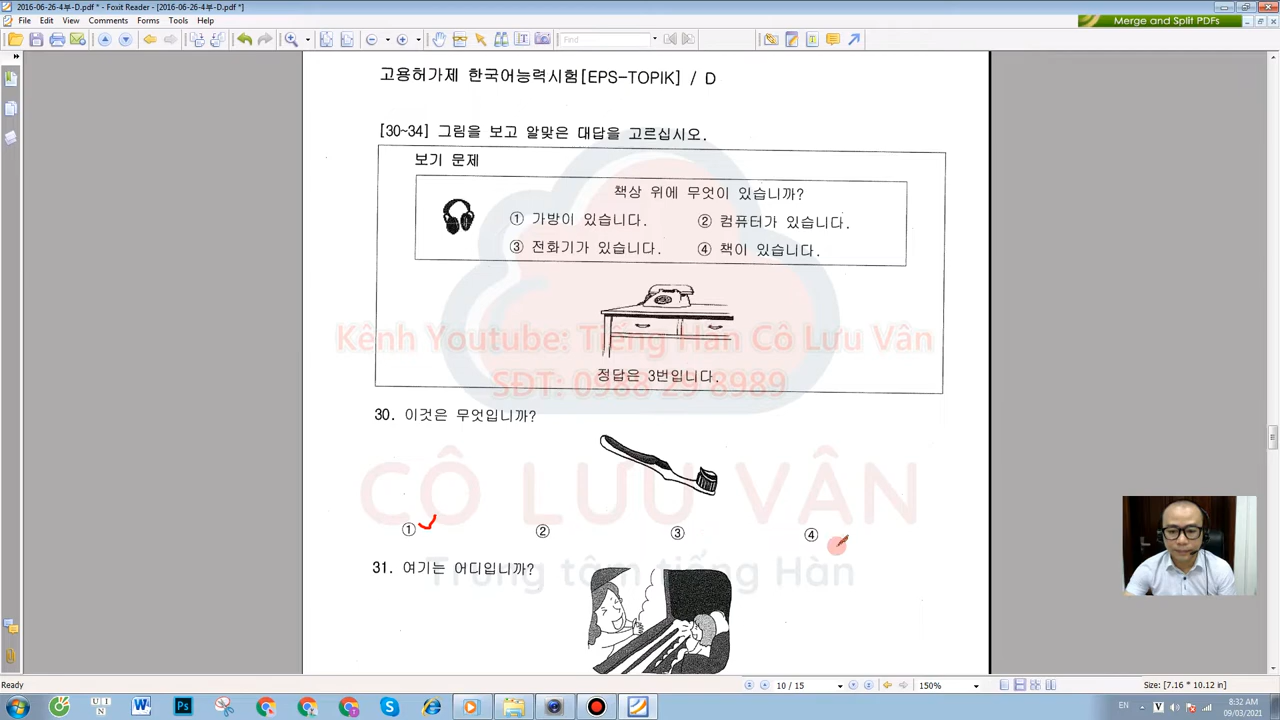 2016-06-26-4부-D.pdf * - Foxit Reader - [2016-06-26-4부-D.pdf *]
File Edit View Comments Forms Tools Help
Merge and Split PDFs
Find
고용허가제 한국어능력시험[EPS-TOPIK] / D
[30~34] 그림을 보고 알맞은 대답을 고르십시오.
보기 문제
책상 위에 무엇이 있습니까?
① 가방이 있습니다. ② 컴퓨터가 있습니다.
③ 전화기가 있습니다. ④ 책이 있습니다.
Kênh Youtube: Tiếng Hàn Cô Lưu Vân
정답은 3번입니다.
SĐT: 0988 29 8989
30. 이것은 무엇입니까?
CÔ LƯU VÂN
① ② ③ ④
31. 여기는 어디입니까?
Trung tâm tiếng Hàn
Ready
10 / 15
150%
Size: [7.16 * 10.12 in]
EN
8:32 AM
09/03/2021